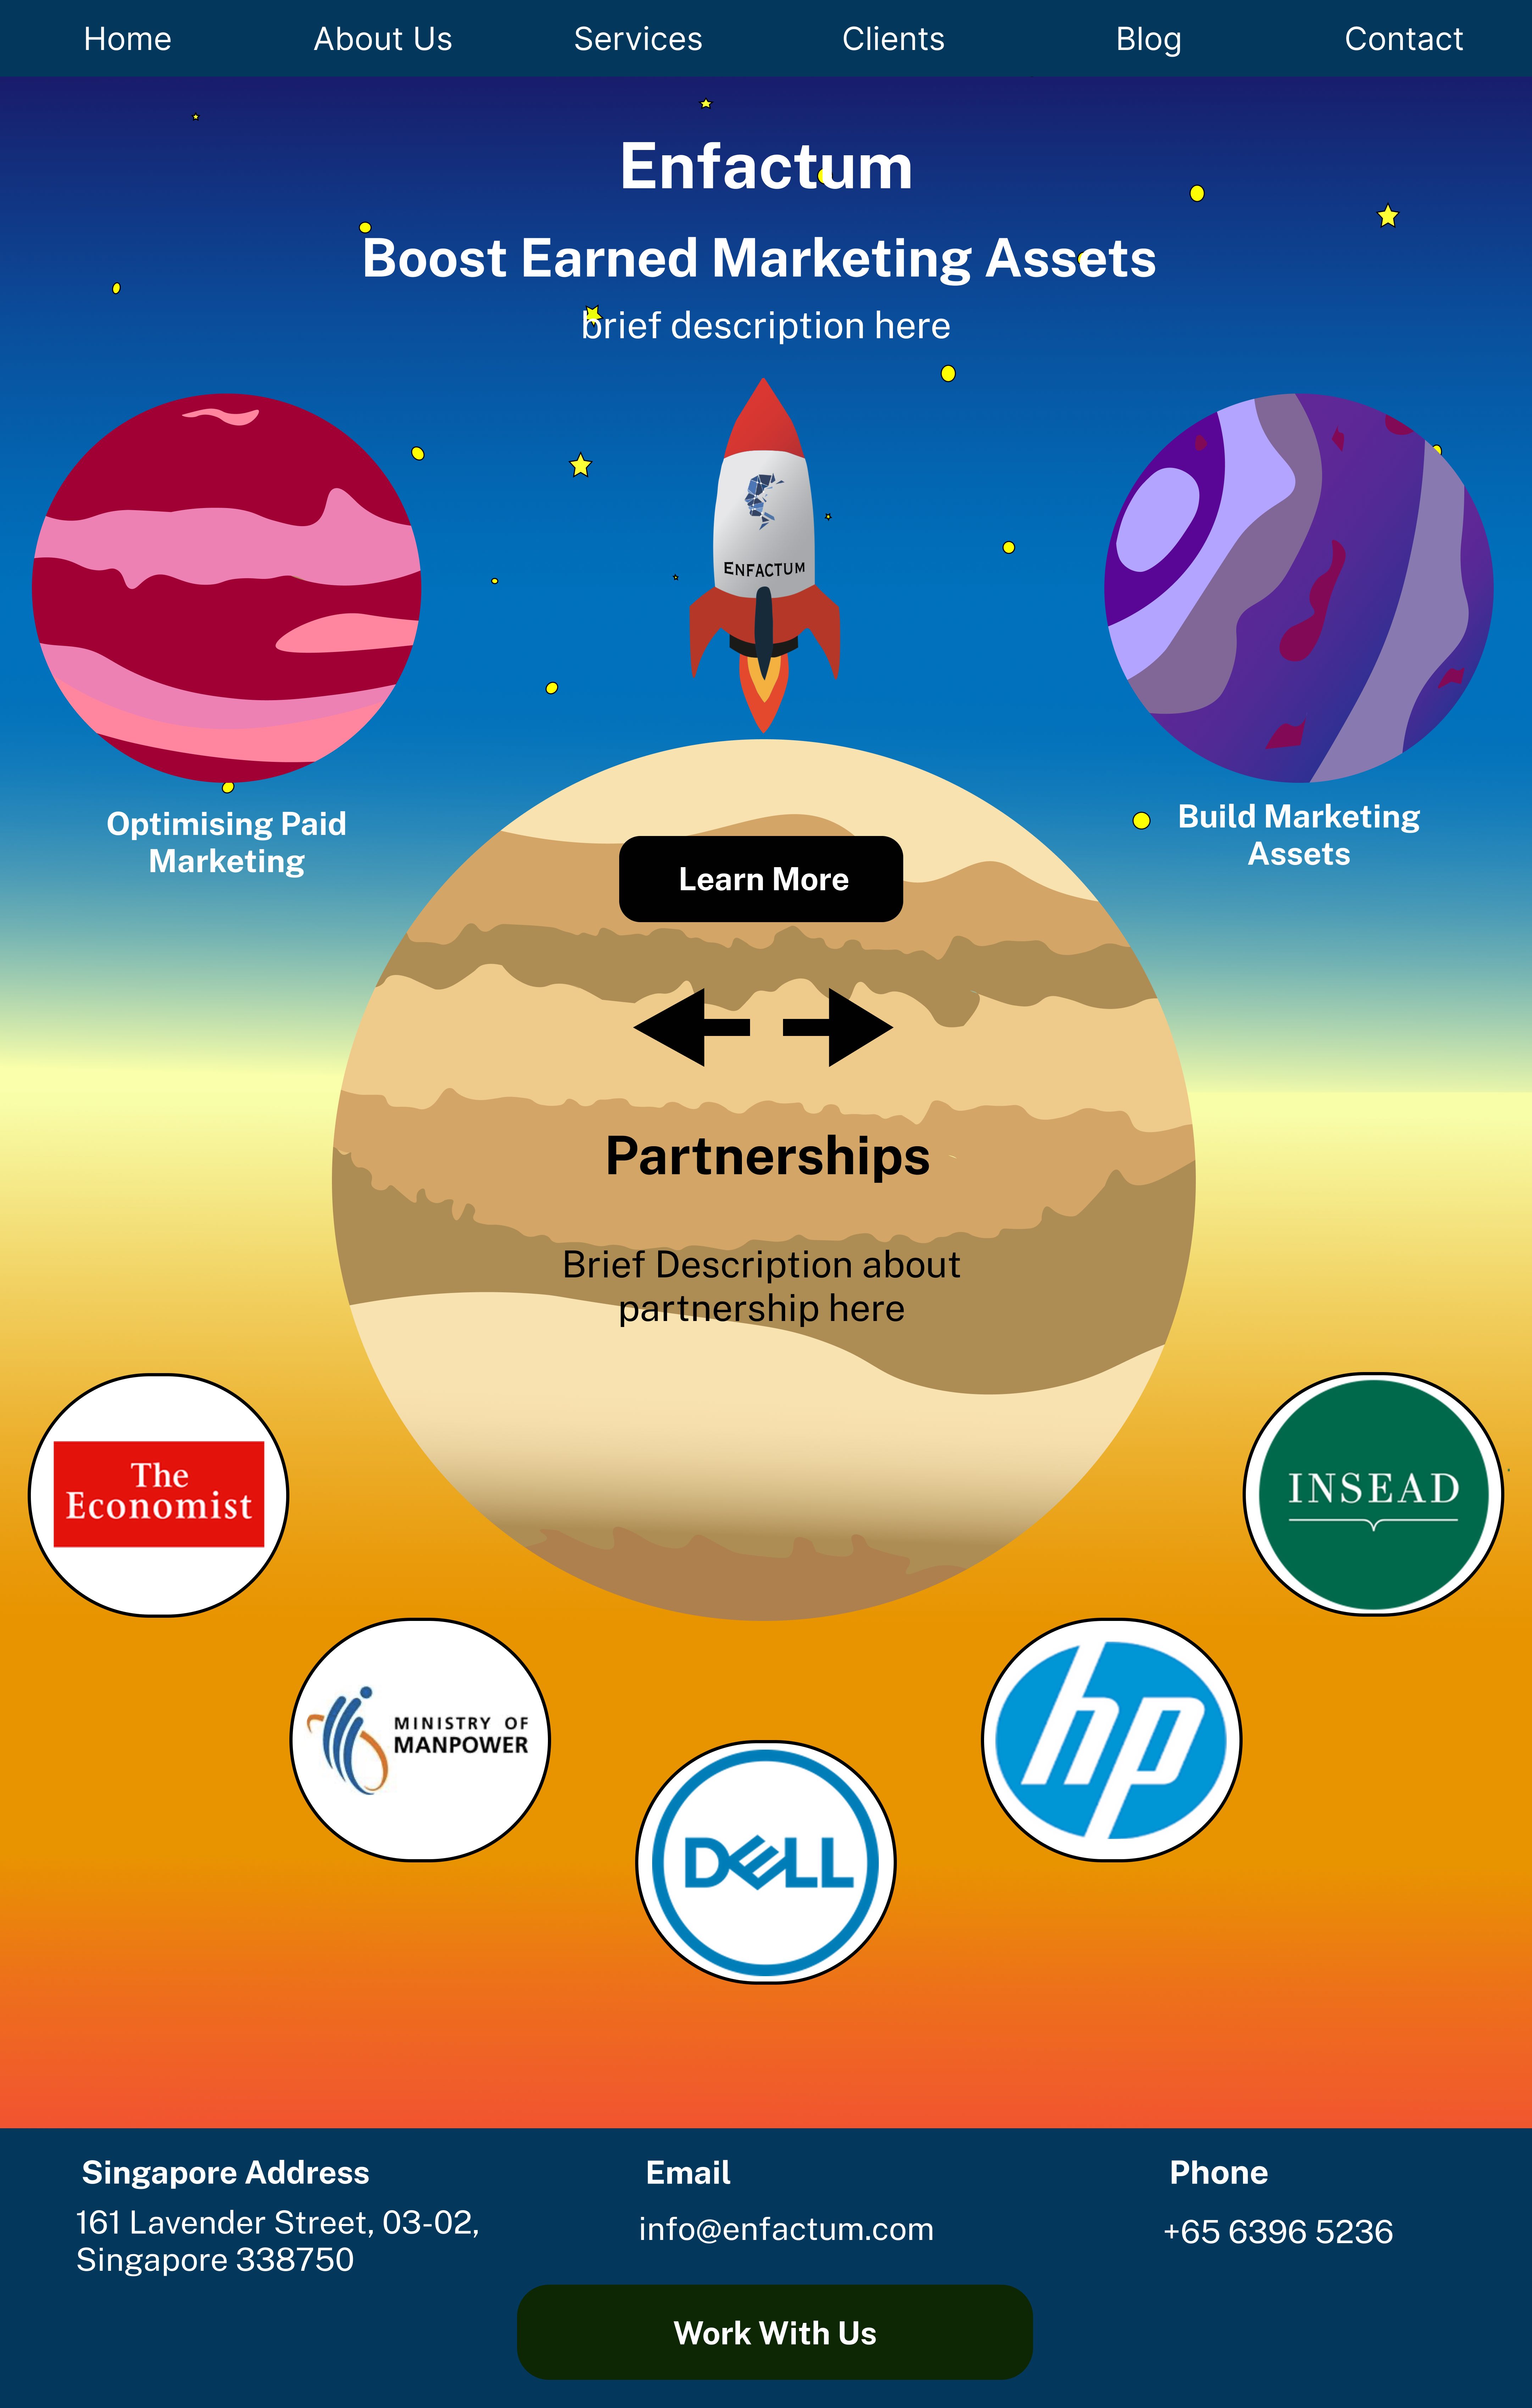 Home About Us Services Clients Blog Contact
Enfactum
Boost Earned Marketing Assets
brief description here
ENFACTUM
Optimising Paid
Marketing
Build Marketing
Assets
Learn More
Partnerships
Brief Description about
partnership here
The
Economist
INSEAD
MINISTRY OF
MANPOWER
hp
DELL
Singapore Address
161 Lavender Street, 03-02,
Singapore 338750
Email
info@enfactum.com
Phone
+65 6396 5236
Work With Us